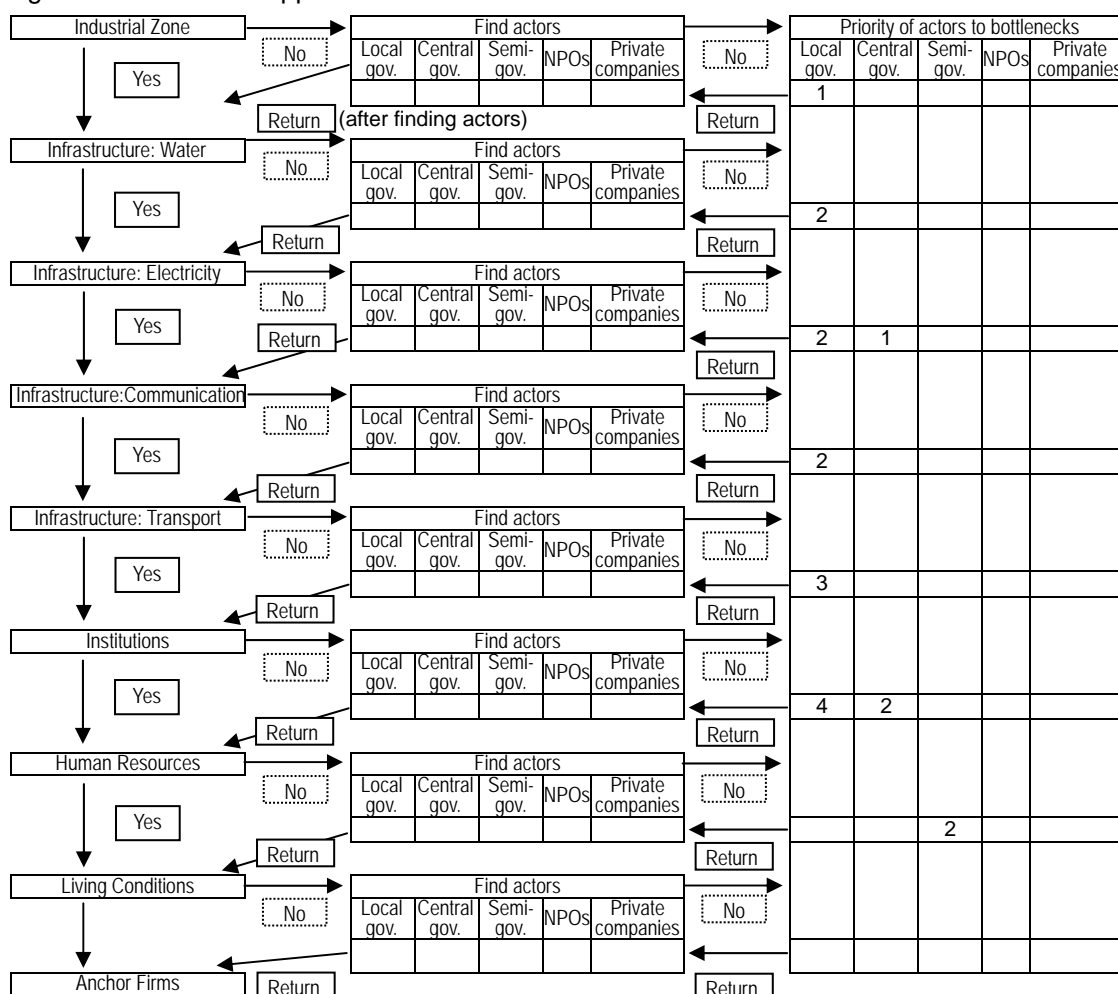 Industrial Zone
Find actors
Priority of actors to bottlenecks
No
Local gov.
Central gov.
Semi-gov.
NPOs
Private companies
No
Local gov.
Central gov.
Semi-gov.
NPOs
Private companies
Yes
1
Return
(after finding actors)
Return
Infrastructure: Water
Find actors
No
Local gov.
Central gov.
Semi-gov.
NPOs
Private companies
No
Yes
2
Return
Return
Infrastructure: Electricity
Find actors
No
Local gov.
Central gov.
Semi-gov.
NPOs
Private companies
No
Yes
Return
2 1
Return
Infrastructure:Communication
Find actors
No
Local gov.
Central gov.
Semi-gov.
NPOs
Private companies
No
Yes
2
Return
Return
Infrastructure: Transport
Find actors
No
Local gov.
Central gov.
Semi-gov.
NPOs
Private companies
No
Yes
3
Return
Return
Institutions
Find actors
No
Local gov.
Central gov.
Semi-gov.
NPOs
Private companies
No
Yes
4 2
Return
Return
Human Resources
Find actors
No
Local gov.
Central gov.
Semi-gov.
NPOs
Private companies
No
Yes
2
Return
Return
Living Conditions
Find actors
No
Local gov.
Central gov.
Semi-gov.
NPOs
Private companies
No
Anchor Firms
Return
Return